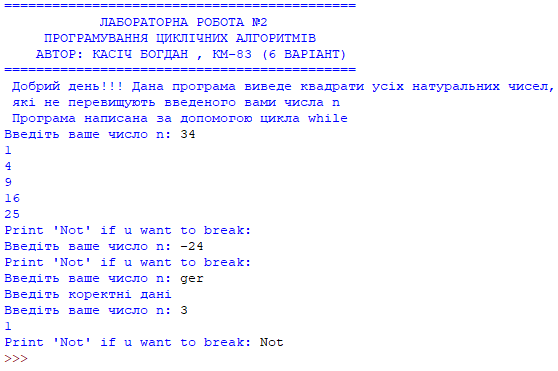 ============================================
ЛАБОРАТОРНА РОБОТА №2
ПРОГРАМУВАННЯ ЦИКЛІЧНИХ АЛГОРИТМІВ
АВТОР: КАСІЧ БОГДАН , КМ-83 (6 ВАРІАНТ)
============================================
Добрий день!!! Дана програма виведе квадрати усіх натуральних чисел,
які не перевищують введеного вами числа n
Програма написана за допомогою цикла while
Введіть ваше число n: 34
1
4
9
16
25
Print 'Not' if u want to break:
Введіть ваше число n: -24
Print 'Not' if u want to break:
Введіть ваше число n: ger
Введіть коректні дані
Введіть ваше число n: 3
1
Print 'Not' if u want to break: Not
>>>